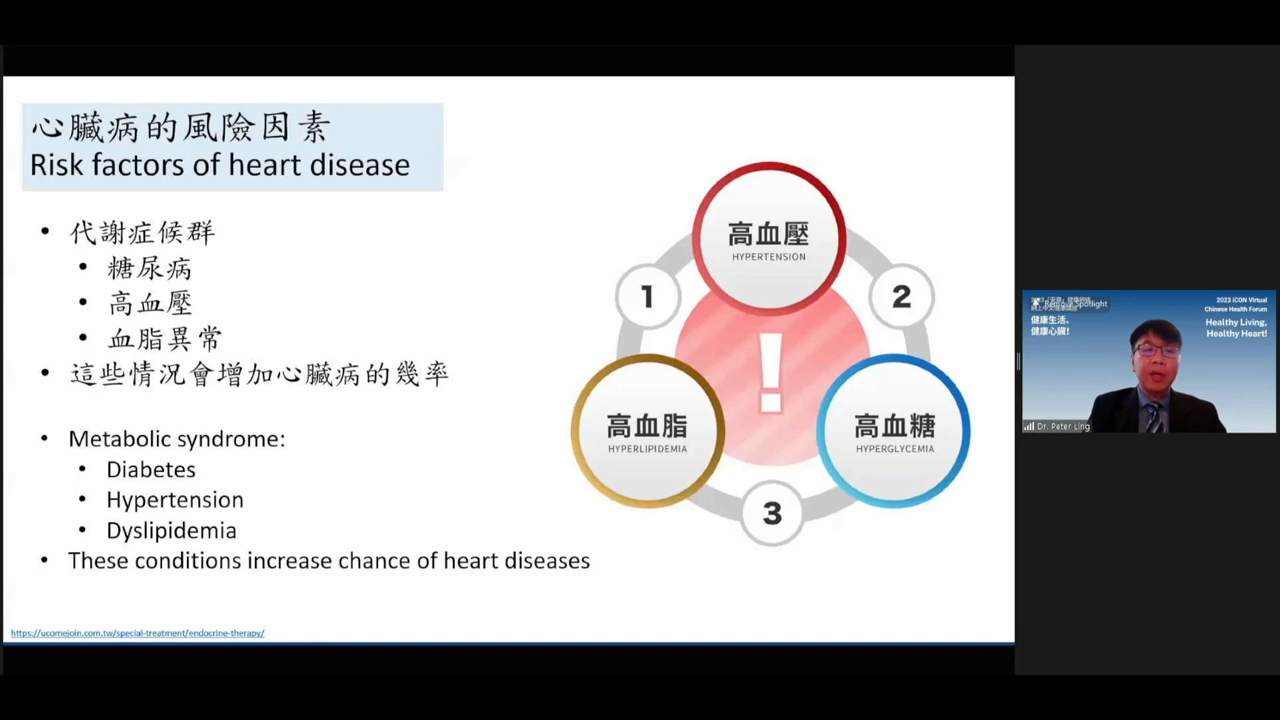 心臟病的風險因素
Risk factors of heart disease
• 代謝症候群
• 糖尿病
• 高血壓
• 血脂異常
• 這些情況會增加心臟病的幾率
• Metabolic syndrome:
• Diabetes
• Hypertension
• Dyslipidemia
• These conditions increase chance of heart diseases
https://ucomejoin.com.tw/special-treatment/endocrine-therapy/
高血壓
HYPERTENSION
1
2
!
高血脂
HYPERLIPIDEMIA
高血糖
HYPERGLYCEMIA
3
健康生活、
健康心臟!
2023 iCON Virtual
Chinese Health Forum
Healthy Living,
Healthy Heart!
Dr. Peter Ling